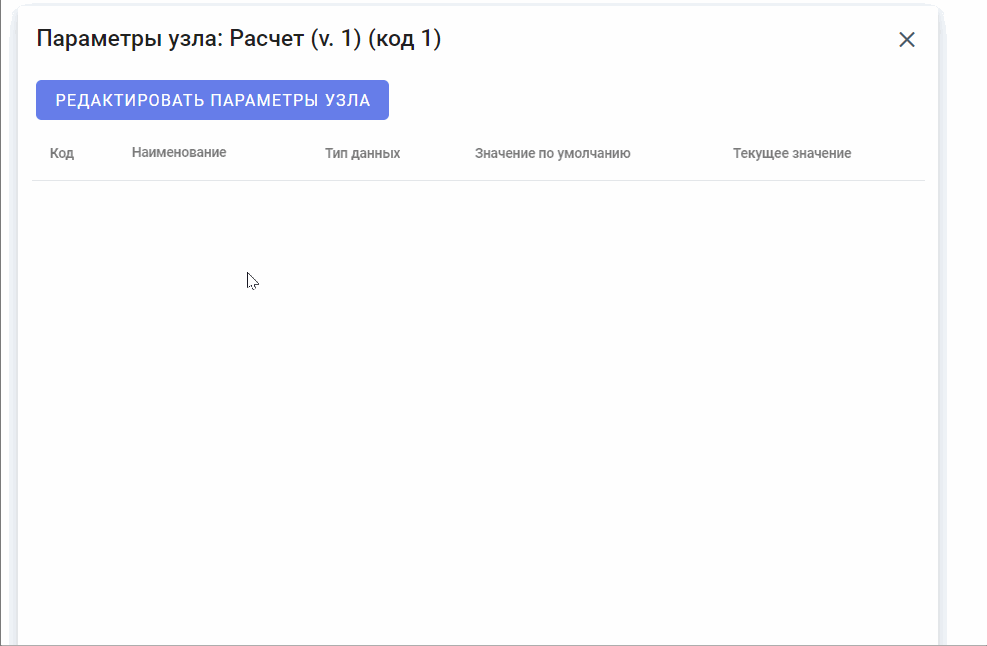 Параметры узла: Расчет (v. 1) (код 1)
РЕДАКТИРОВАТЬ ПАРАМЕТРЫ УЗЛА
Код Наименование Тип данных Значение по умолчанию Текущее значение